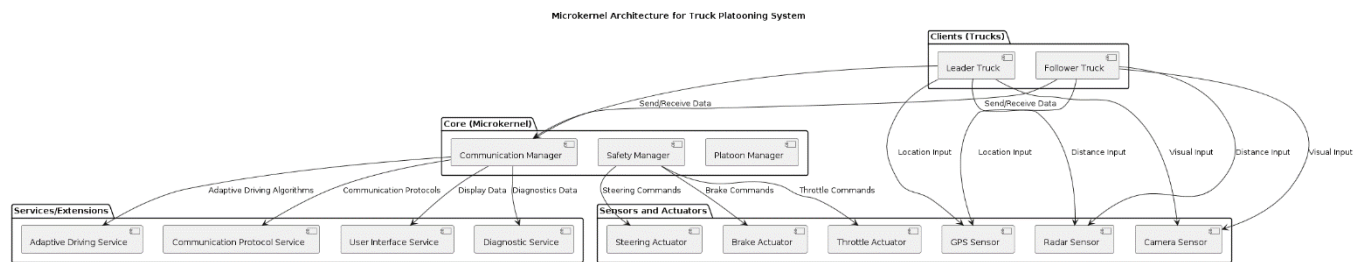 Microkernel Architecture for Truck Platooning System
Clients (Trucks)
Leader Truck
Follower Truck
Send/Receive Data
Send/Receive Data
Core (Microkernel)
Communication Manager
Safety Manager
Platoon Manager
Location Input
Location Input
Distance Input
Visual Input
Distance Input
Visual Input
Adaptive Driving Algorithms
Communication Protocols
Display Data
Diagnostics Data
Steering Commands
Brake Commands
Throttle Commands
Services/Extensions
Adaptive Driving Service
Communication Protocol Service
User Interface Service
Diagnostic Service
Sensors and Actuators
Steering Actuator
Brake Actuator
Throttle Actuator
GPS Sensor
Radar Sensor
Camera Sensor